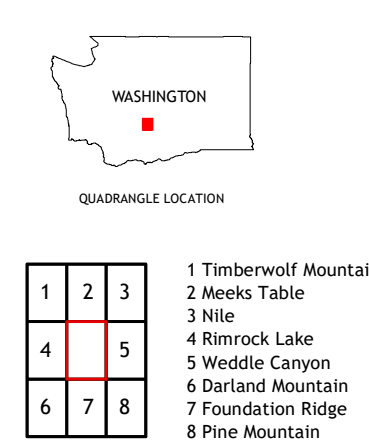 WASHINGTON
QUADRANGLE LOCATION
1 2 3
4 5
6 7 8
1 Timberwolf Mountai
2 Meeks Table
3 Nile
4 Rimrock Lake
5 Weddle Canyon
6 Darland Mountain
7 Foundation Ridge
8 Pine Mountain